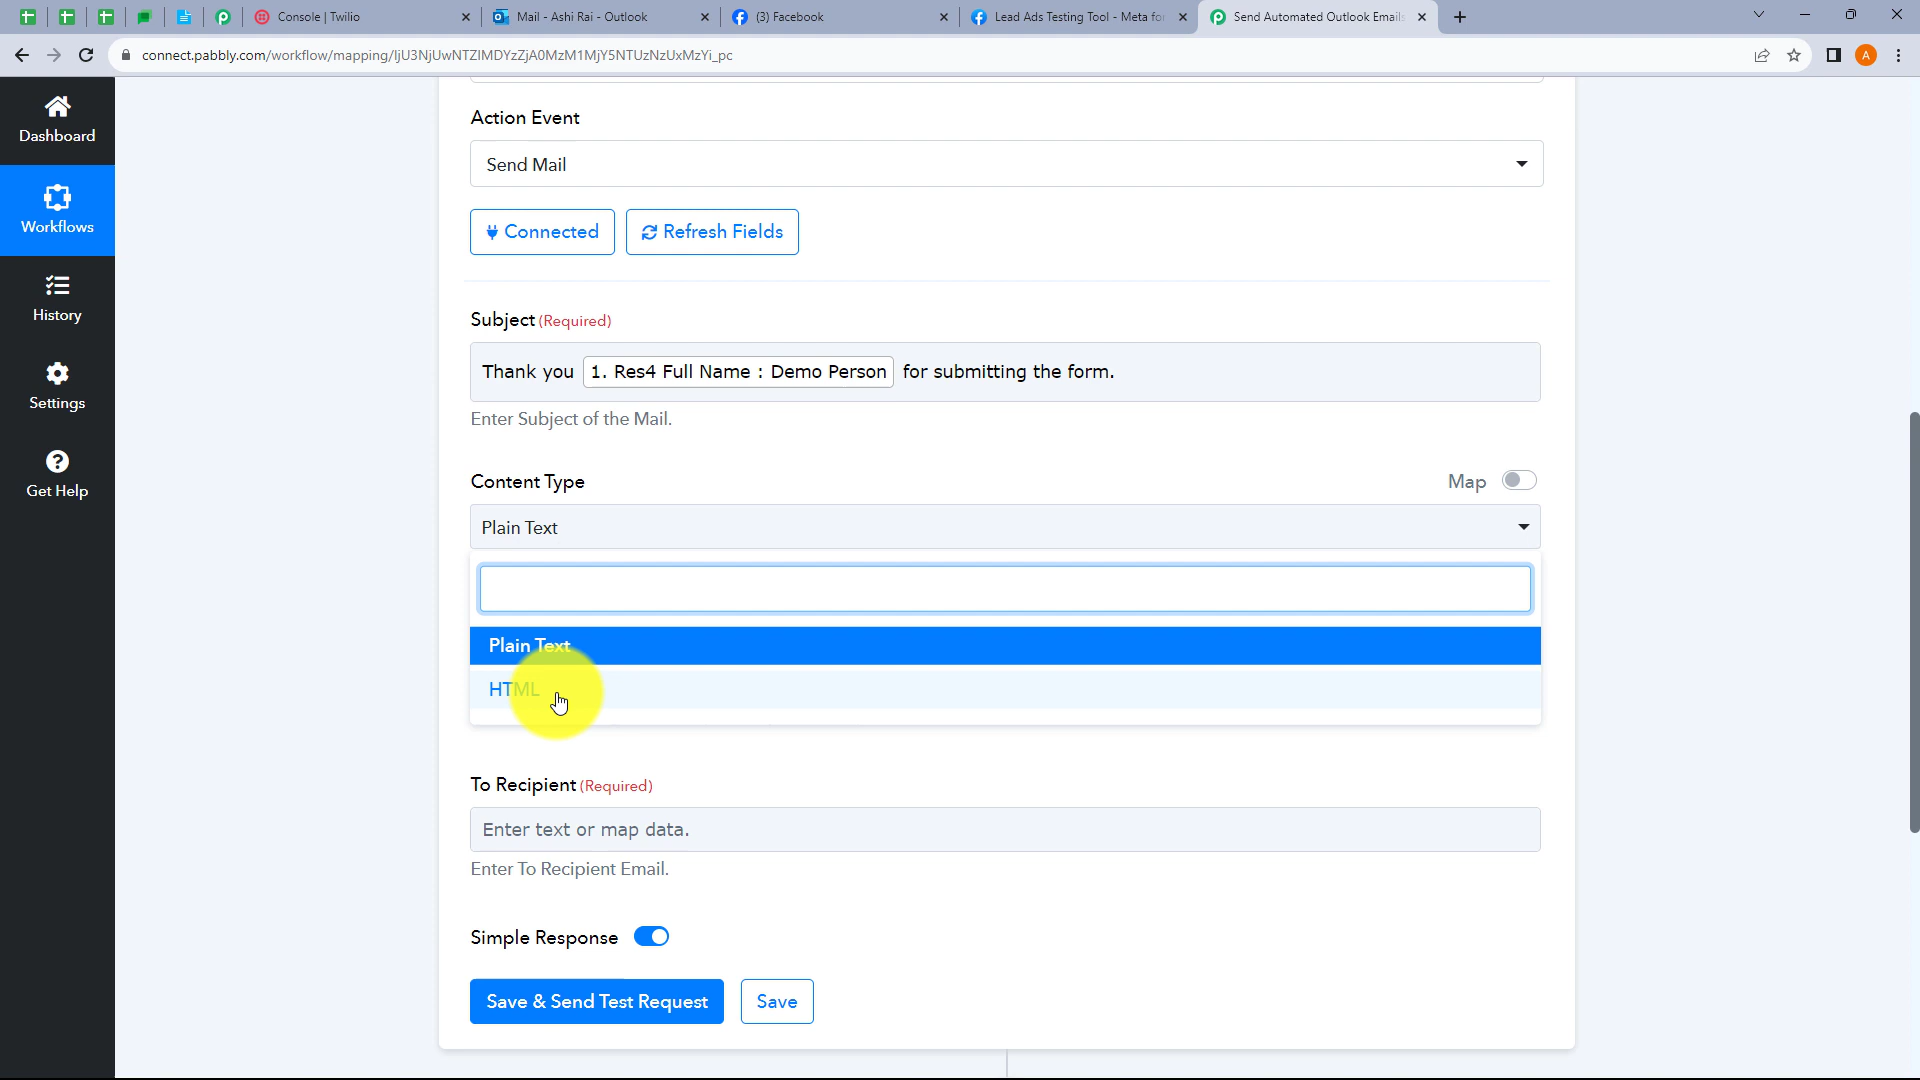 Console | Twilio
Mail - Ashi Rai - Outlook
(3) Facebook
Lead Ads Testing Tool - Meta fo
Send Automated Outlook Emails
connect.pabbly.com/workflow/mapping/IjU3NjUwNTZlMDYzZjA0MzM1MjY5NTUzNzUxMzYi_pc
A
Dashboard
Workflows
History
Settings
Get Help
Action Event
Send Mail
Connected
Refresh Fields
Subject (Required)
Thank you 1. Res4 Full Name : Demo Person for submitting the form.
Enter Subject of the Mail.
Content Type
Map
Plain Text
Plain Text
HTML
To Recipient (Required)
Enter text or map data.
Enter To Recipient Email.
Simple Response
Save & Send Test Request
Save